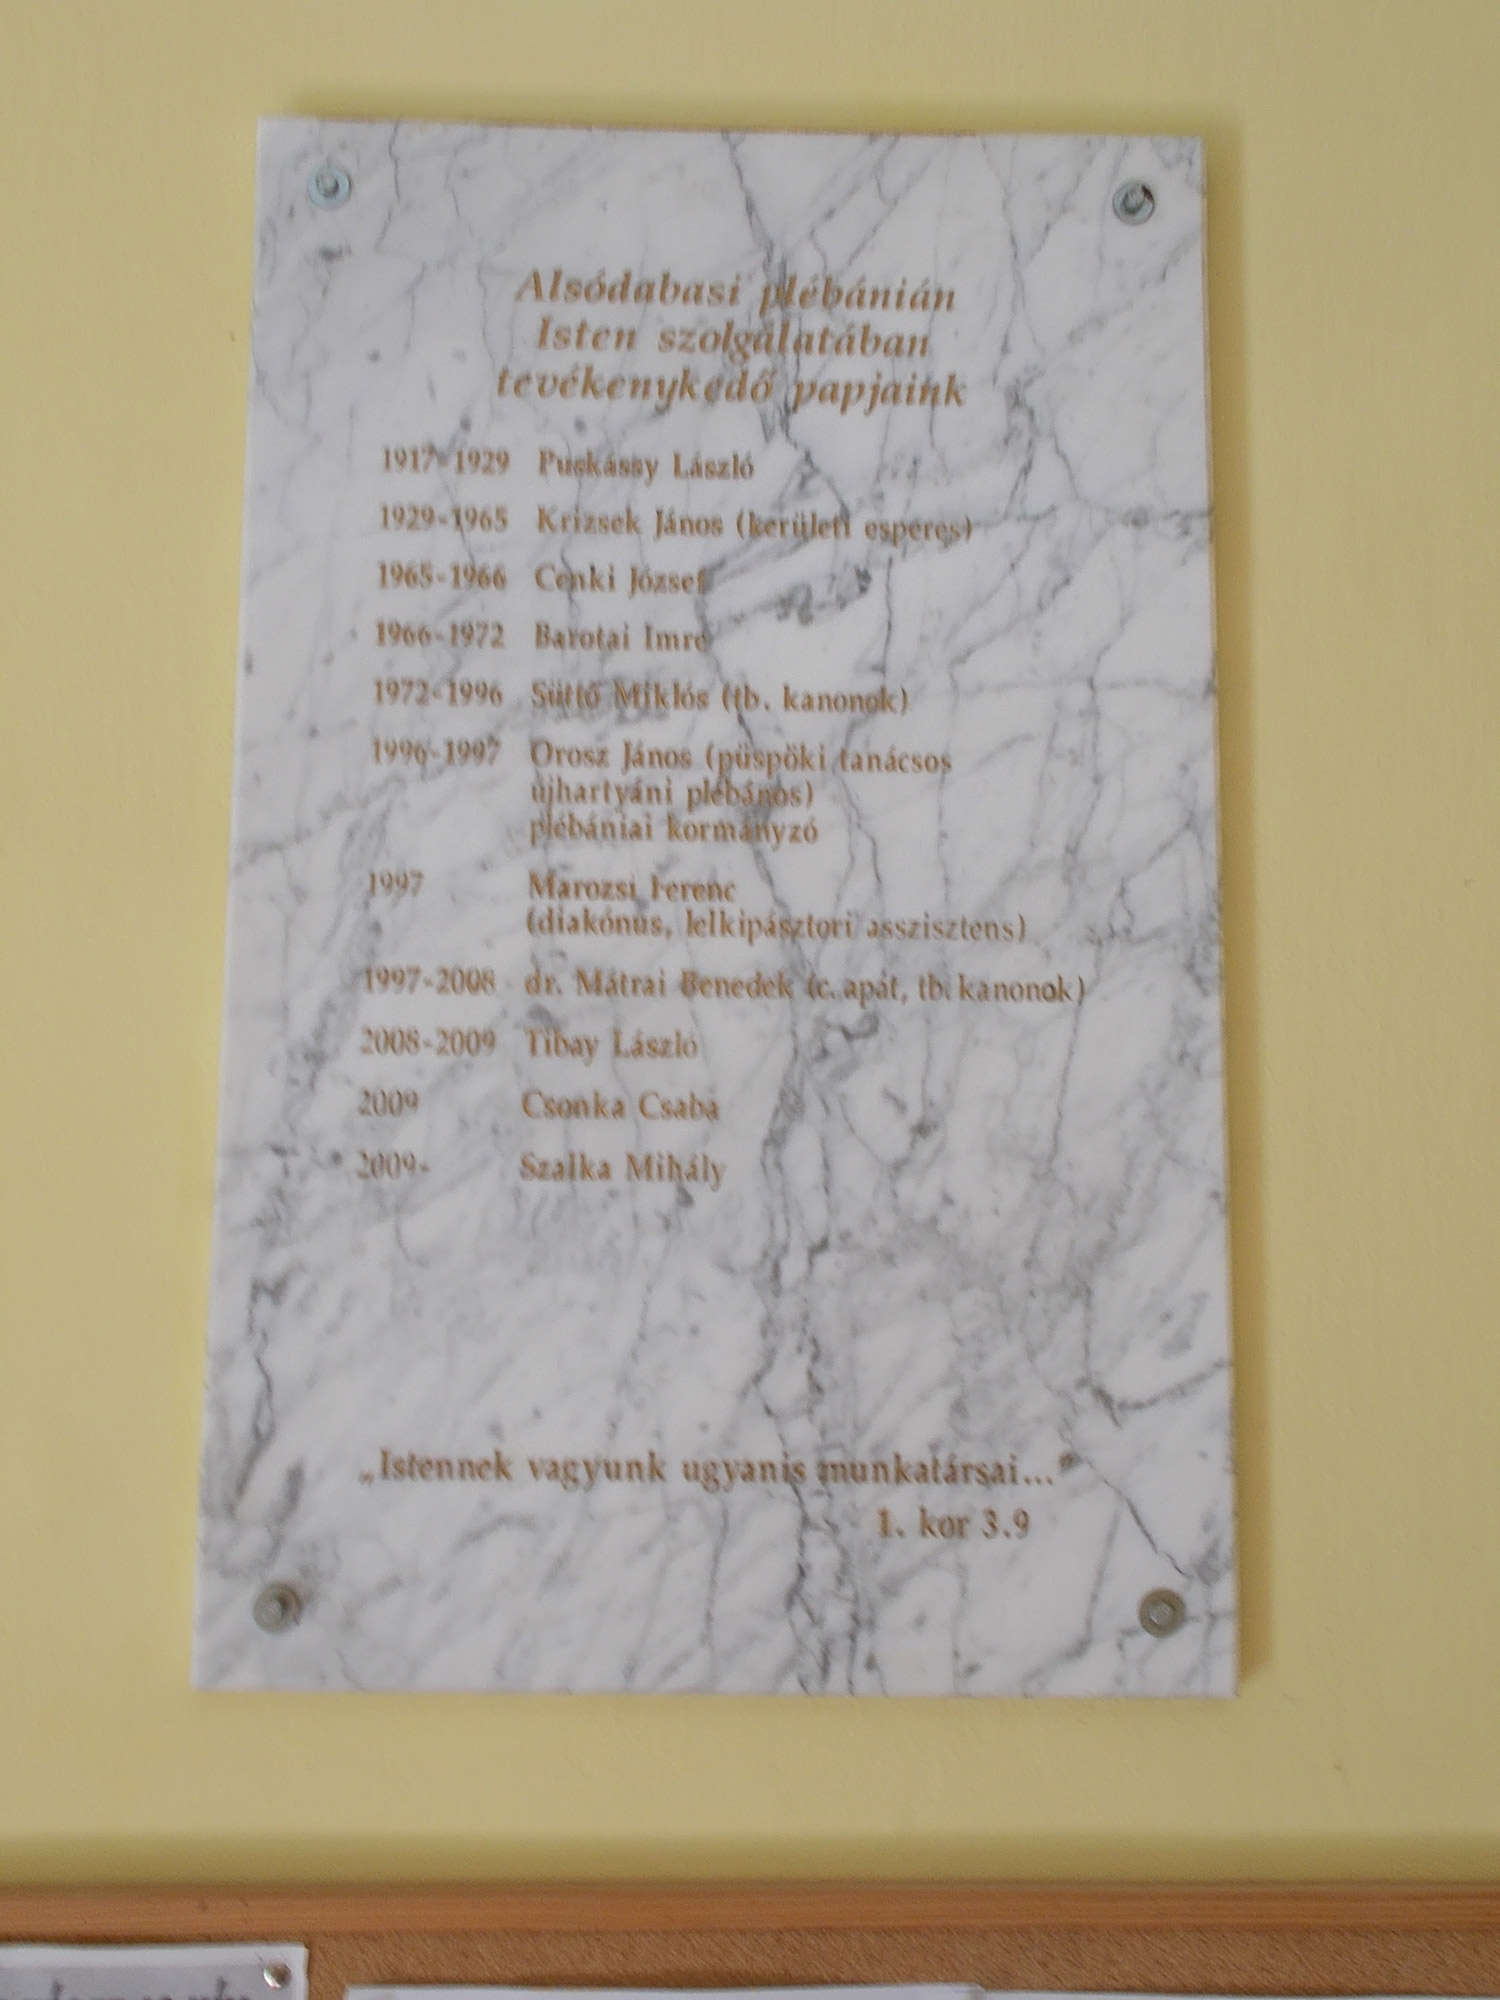 Alsódabasi plébánián
Isten szolgálatában
tevékenykedő papjaink
1917-1929 Puskássy László
1929-1965 Krizsek János (kerületi esperes)
1965-1966 Cenki József
1966-1972 Barotai Imre
1972-1996 Süttő Miklós (tb. kanonok)
1996-1997 Orosz János (püspöki tanácsos
újhartyáni plébános)
plébániai kormányzó
1997 Marozsi Ferenc
(diakónus, lelkipásztori asszisztens)
1997-2008 dr. Mátrai Benedek (c. apát, tb. kanonok)
2008-2009 Tibay László
2009 Csonka Csaba
2009- Szalka Mihály
„Istennek vagyunk ugyanis munkatársai..."
1. kor 3.9